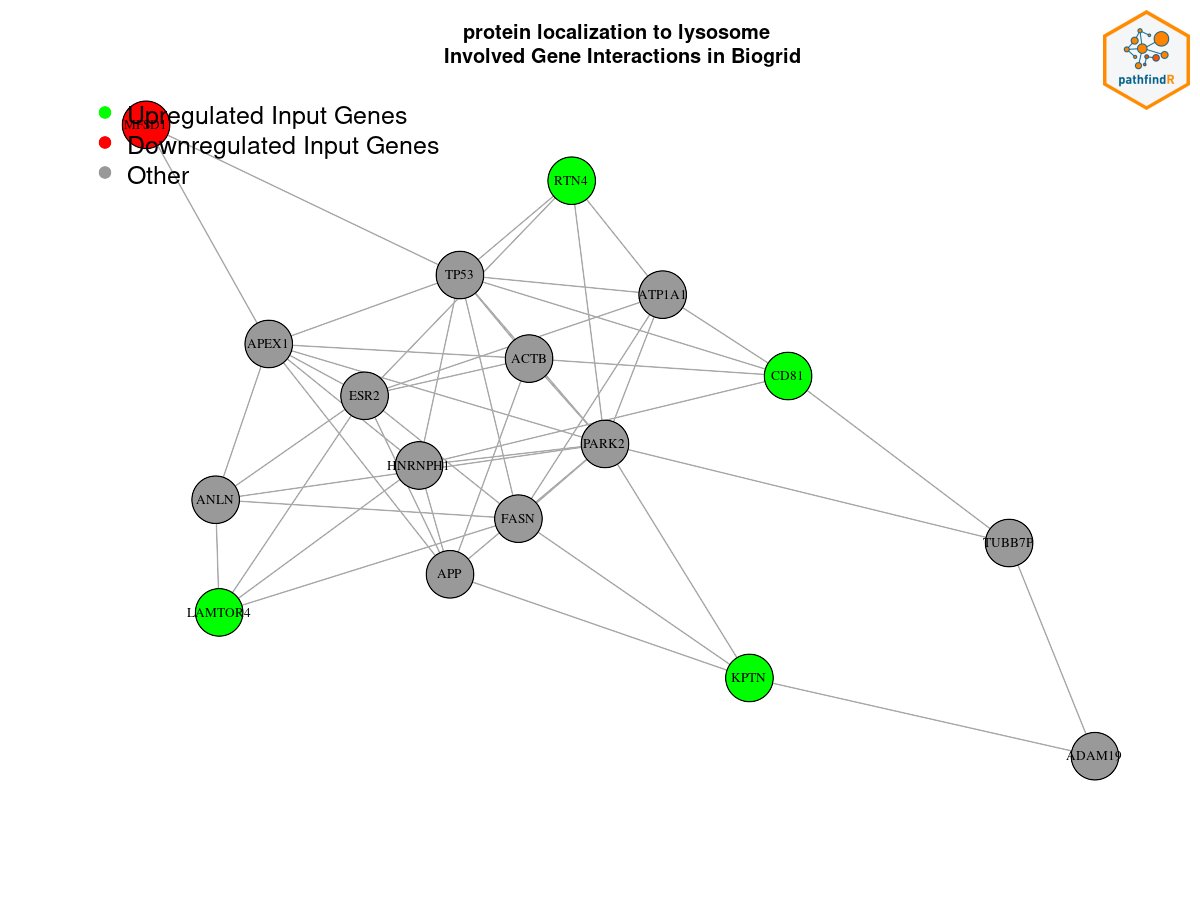 protein localization to lysosome
Involved Gene Interactions in Biogrid
pathfindR
Upregulated Input Genes
Downregulated Input Genes
Other
RTN4
TP53
ATP1A1
APEX1
ACTB
CD81
ESR2
PARK2
HNRNPH1
ANLN
FASN
TUBB7P
APP
LAMTOR4
KPTN
ADAM19